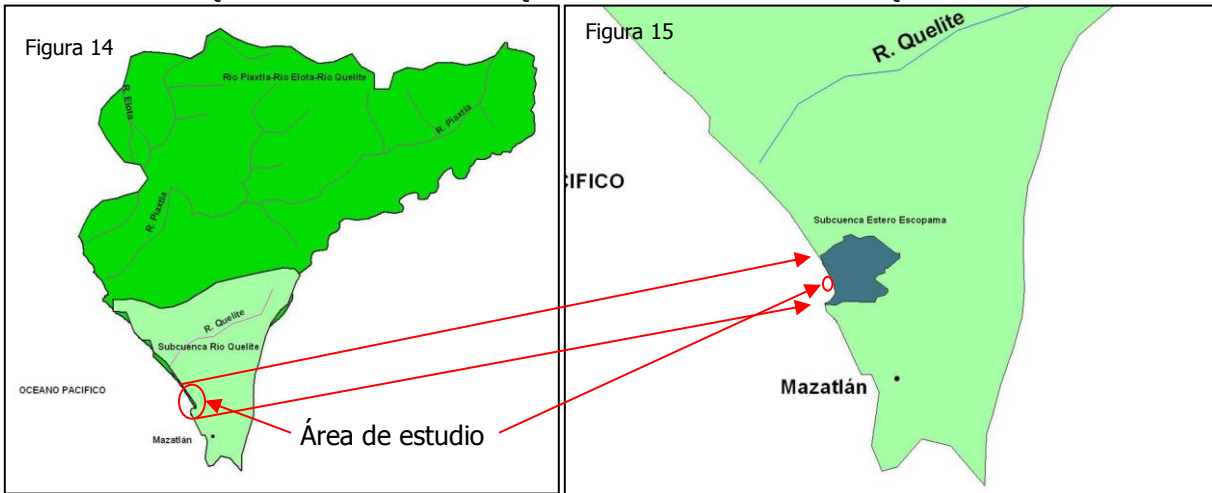 Figura 14
Rio Piaxtla-Rio Elota-Rio Quelite
R. Elota
R. Piaxtla
R. Piaxtla
R. Quelite
Subcuenca Rio Quelite
OCEANO PACIFICO
Mazatlán
Área de estudio
Figura 15
R. Quelite
CIFICO
Subcuenca Estero Escopama
Mazatlán